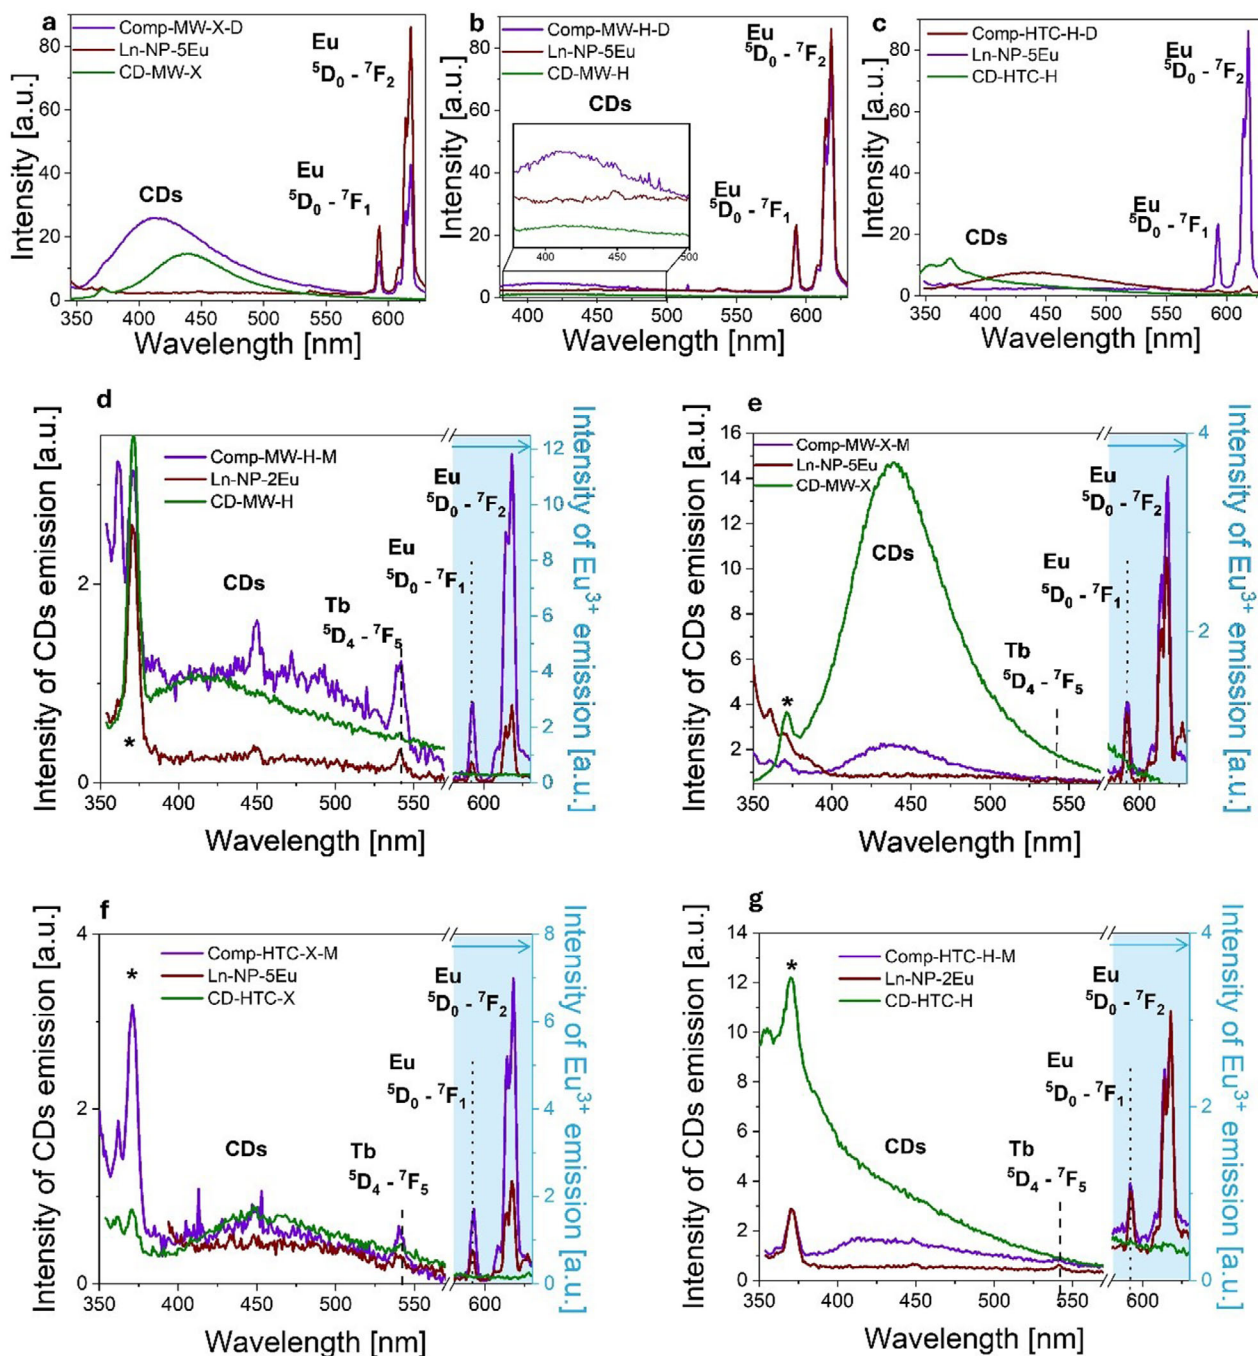 a
Comp-MW-X-D
Ln-NP-5Eu
CD-MW-X
Eu
⁵D₀ - ⁷F₂
Eu
⁵D₀ - ⁷F₁
CDs
Intensity [a.u.]
80
60
40
20
0
350 400 450 500 550 600
Wavelength [nm]
b
Comp-MW-H-D
Ln-NP-5Eu
CD-MW-H
CDs
Eu
⁵D₀ - ⁷F₂
Eu
⁵D₀ - ⁷F₁
400 450 500
Intensity [a.u.]
80
60
40
20
0
400 450 500 550 600
Wavelength [nm]
c
Comp-HTC-H-D
Ln-NP-5Eu
CD-HTC-H
Eu
⁵D₀ - ⁷F₂
Eu
⁵D₀ - ⁷F₁
CDs
Intensity [a.u.]
80
60
40
20
0
350 400 450 500 550 600
Wavelength [nm]
d
Comp-MW-H-M
Ln-NP-2Eu
CD-MW-H
Eu
⁵D₀ - ⁷F₂
Eu
⁵D₀ - ⁷F₁
CDs
Tb
⁵D₄ - ⁷F₅
*
Intensity of CDs emission [a.u.]
2
0
350 400 450 500 550 600
Wavelength [nm]
12
10
8
6
4
2
0
Intensity of Eu³⁺ emission [a.u.]
e
Comp-MW-X-M
Ln-NP-5Eu
CD-MW-X
Eu
⁵D₀ - ⁷F₂
CDs
Eu
⁵D₀ - ⁷F₁
Tb
⁵D₄ - ⁷F₅
*
Intensity of CDs emission [a.u.]
16
14
12
10
8
6
4
2
350 400 450 500 550 600
Wavelength [nm]
4
2
Intensity of Eu³⁺ emission [a.u.]
f
Comp-HTC-X-M
Ln-NP-5Eu
CD-HTC-X
*
Eu
⁵D₀ - ⁷F₂
Eu
⁵D₀ - ⁷F₁
CDs
Tb
⁵D₄ - ⁷F₅
Intensity of CDs emission [a.u.]
4
2
0
350 400 450 500 550 600
Wavelength [nm]
8
7
6
4
3
2
1
0
Intensity of Eu³⁺ emission [a.u.]
g
Comp-HTC-H-M
Ln-NP-2Eu
CD-HTC-H
*
Eu
⁵D₀ - ⁷F₂
Eu
⁵D₀ - ⁷F₁
CDs
Tb
⁵D₄ - ⁷F₅
Intensity of CDs emission [a.u.]
14
12
10
8
6
4
2
0
350 400 450 500 550 600
Wavelength [nm]
4
2
0
Intensity of Eu³⁺ emission [a.u.]